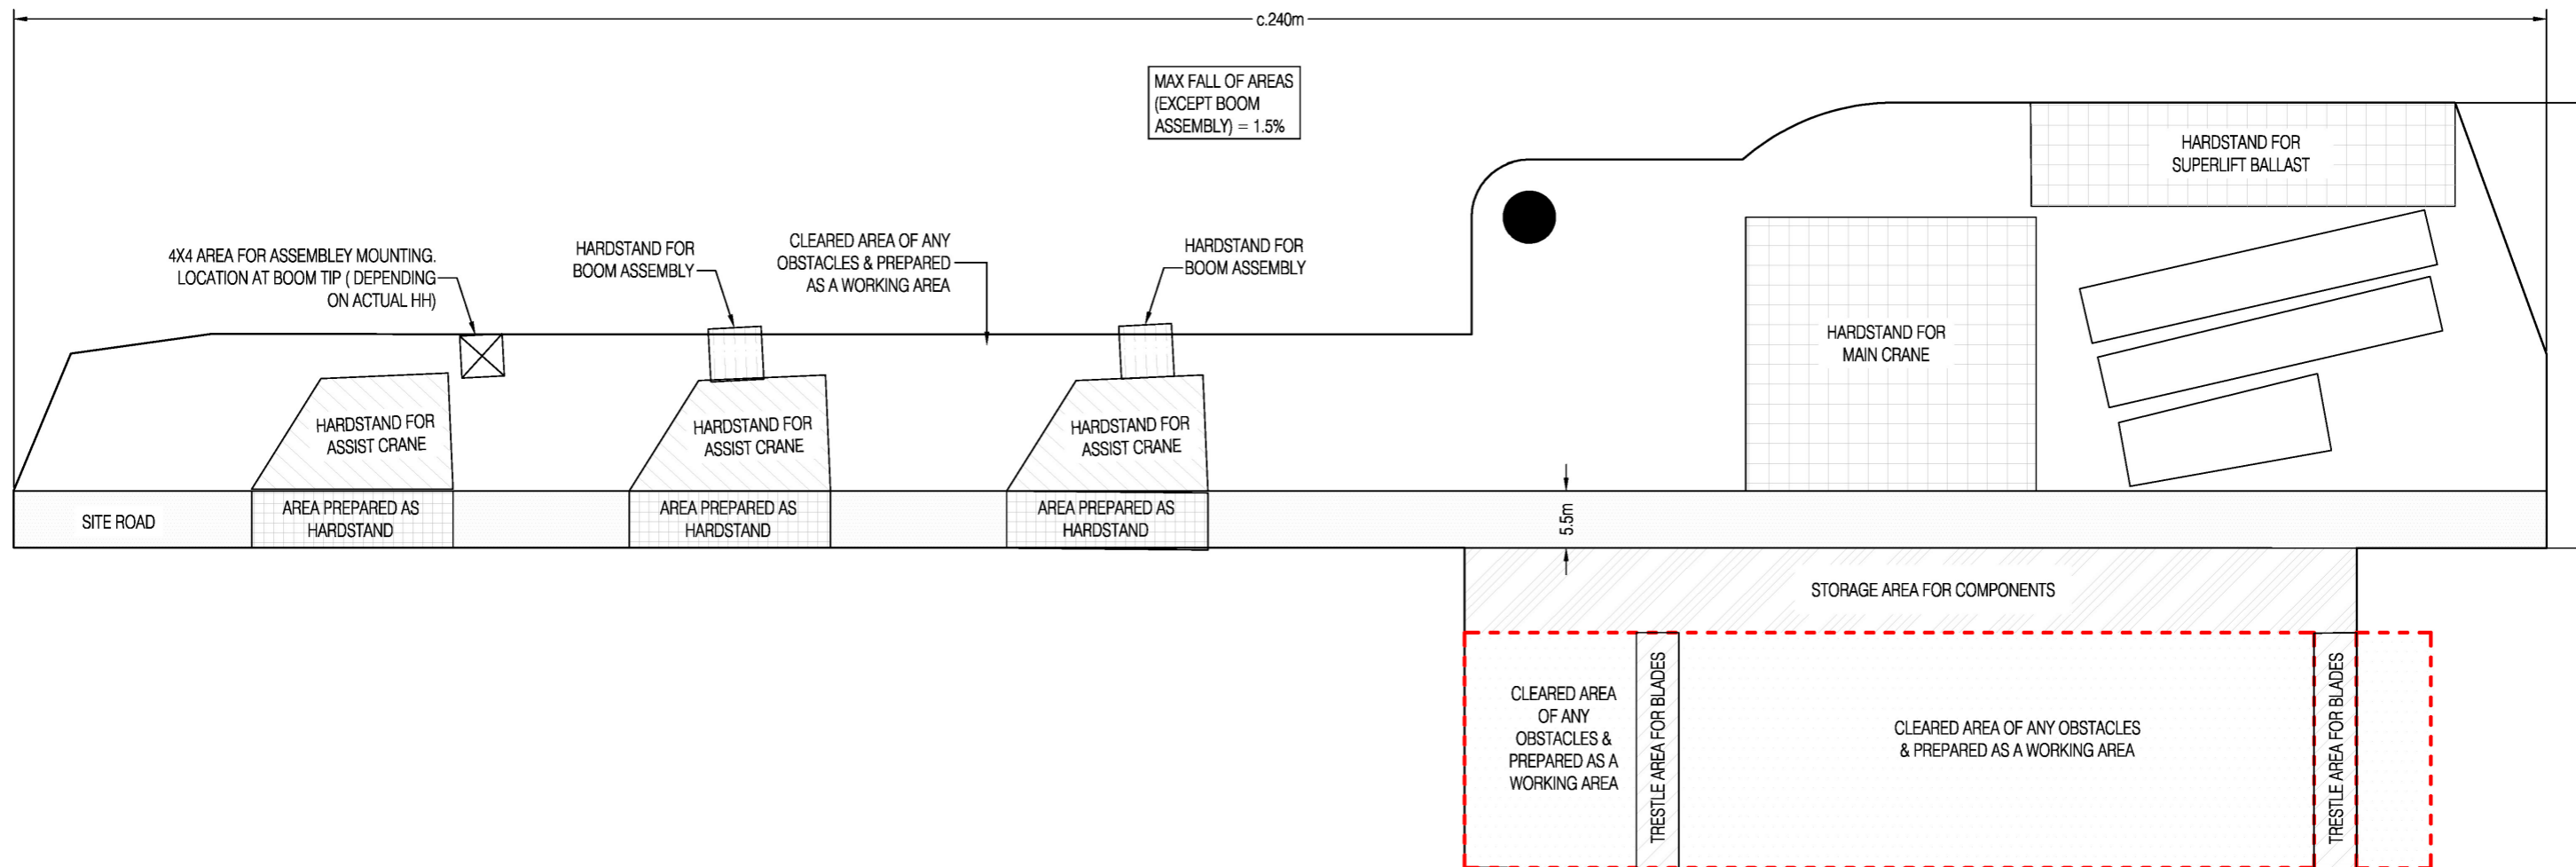 c.240m
MAX FALL OF AREAS
(EXCEPT BOOM
ASSEMBLY) = 1.5%
HARDSTAND FOR
SUPERLIFT BALLAST
4X4 AREA FOR ASSEMBLEY MOUNTING.
LOCATION AT BOOM TIP ( DEPENDING
ON ACTUAL HH)
HARDSTAND FOR
BOOM ASSEMBLY
CLEARED AREA OF ANY
OBSTACLES & PREPARED
AS A WORKING AREA
HARDSTAND FOR
BOOM ASSEMBLY
HARDSTAND FOR
MAIN CRANE
HARDSTAND FOR
ASSIST CRANE
HARDSTAND FOR
ASSIST CRANE
HARDSTAND FOR
ASSIST CRANE
SITE ROAD
AREA PREPARED AS
HARDSTAND
AREA PREPARED AS
HARDSTAND
AREA PREPARED AS
HARDSTAND
5.5m
STORAGE AREA FOR COMPONENTS
CLEARED AREA
OF ANY
OBSTACLES &
PREPARED AS A
WORKING AREA
TRESTLE AREA FOR BLADES
CLEARED AREA OF ANY OBSTACLES
& PREPARED AS A WORKING AREA
TRESTLE AREA FOR BLADES